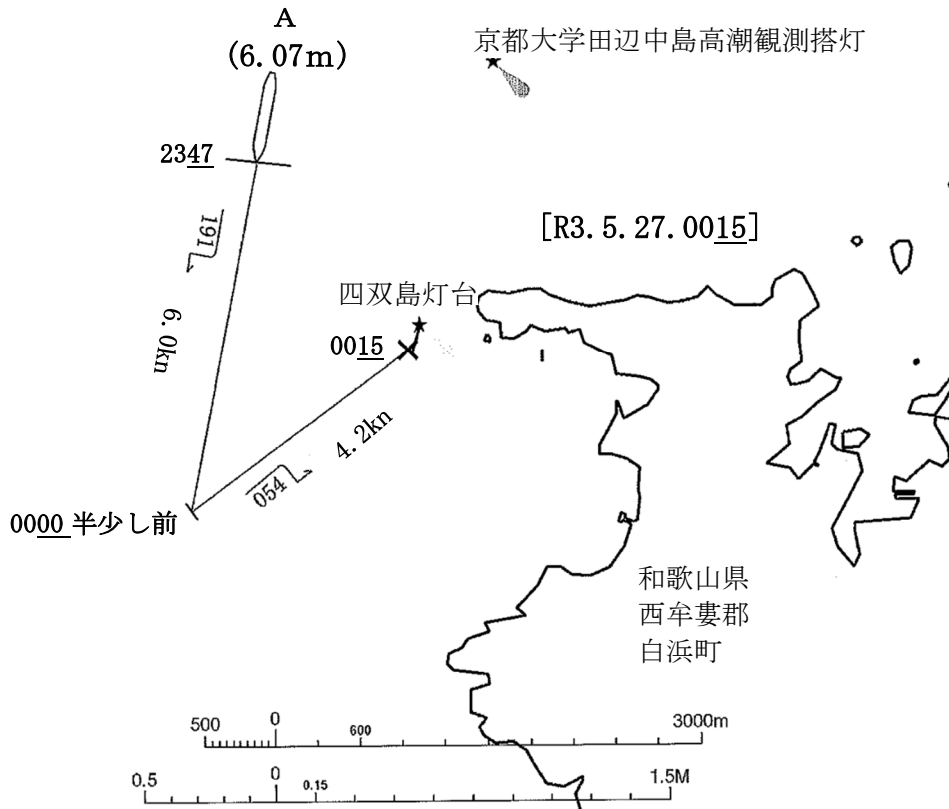 A
(6.07m)
京都大学田辺中島高潮観測搭灯
2347
191
[R3.5.27.0015]
四双島灯台
6.0kn
0015
4.2kn
054
0000 半少し前
和歌山県
西牟婁郡
白浜町
500 0 600 3000m
0.5 0 0.15 1.5M